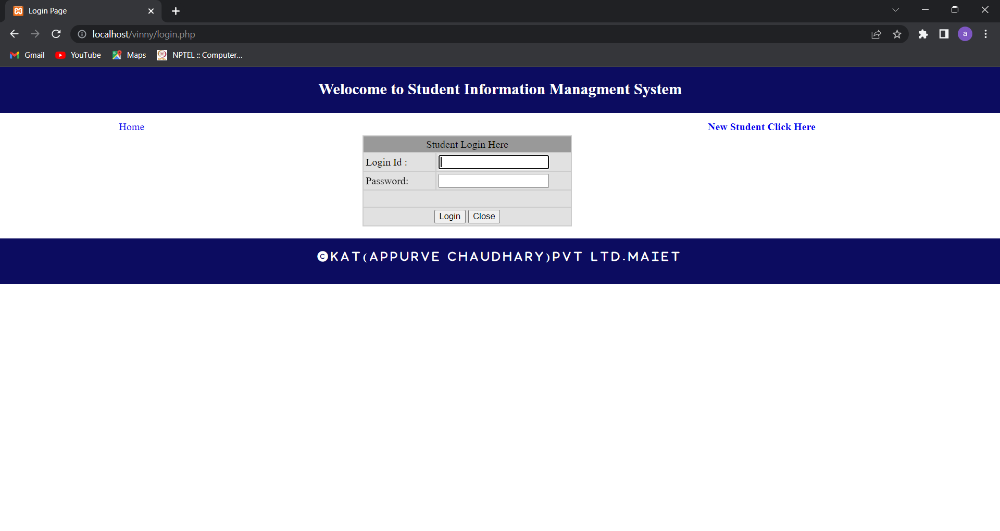 Login Page
localhost/vinny/login.php
a
Gmail YouTube Maps NPTEL :: Computer...
Welocome to Student Information Managment System
Home New Student Click Here
Student Login Here
Login Id :
Password:
Login Close
©KAT(APPURVE CHAUDHARY)PVT LTD.MAIET